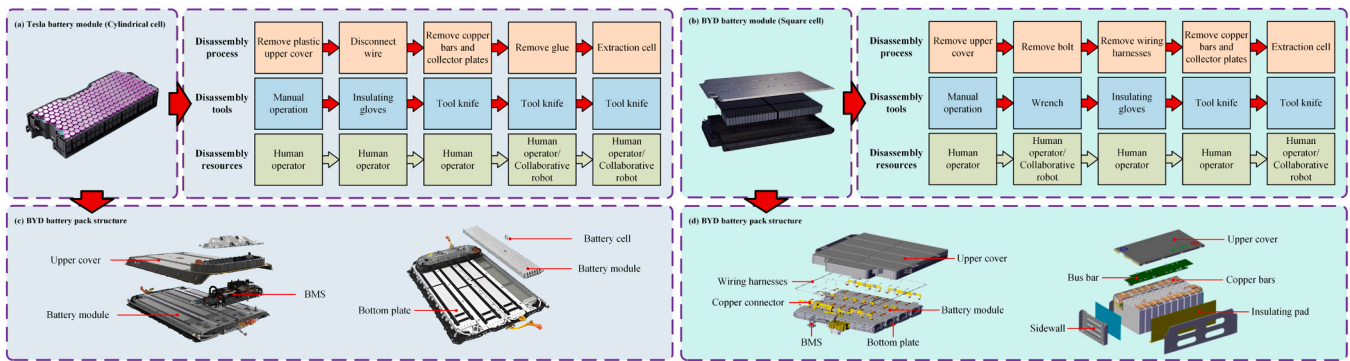 (a) Tesla battery module (Cylindrical cell)
Disassembly
process
Remove plastic
upper cover
Disconnect
wire
Remove copper
bars and
collector plates
Remove glue
Extraction cell
Disassembly
tools
Manual
operation
Insulating
gloves
Tool knife
Tool knife
Tool knife
Disassembly
resources
Human
operator
Human
operator
Human
operator
Human
operator/
Collaborative
robot
Human
operator/
Collaborative
robot
(b) BYD battery module (Square cell)
Disassembly
process
Remove upper
cover
Remove bolt
Remove wiring
harnesses
Remove copper
bars and
collector plates
Extraction cell
Disassembly
tools
Manual
operation
Wrench
Insulating
gloves
Tool knife
Tool knife
Disassembly
resources
Human
operator
Human
operator/
Collaborative
robot
Human
operator
Human
operator
Human
operator/
Collaborative
robot
(c) BYD battery pack structure
Upper cover
Battery module
BMS
Battery cell
Battery module
Bottom plate
(d) BYD battery pack structure
Upper cover
Wiring harnesses
Copper connector
Battery module
BMS
Bottom plate
Upper cover
Bus bar
Copper bars
Insulating pad
Sidewall